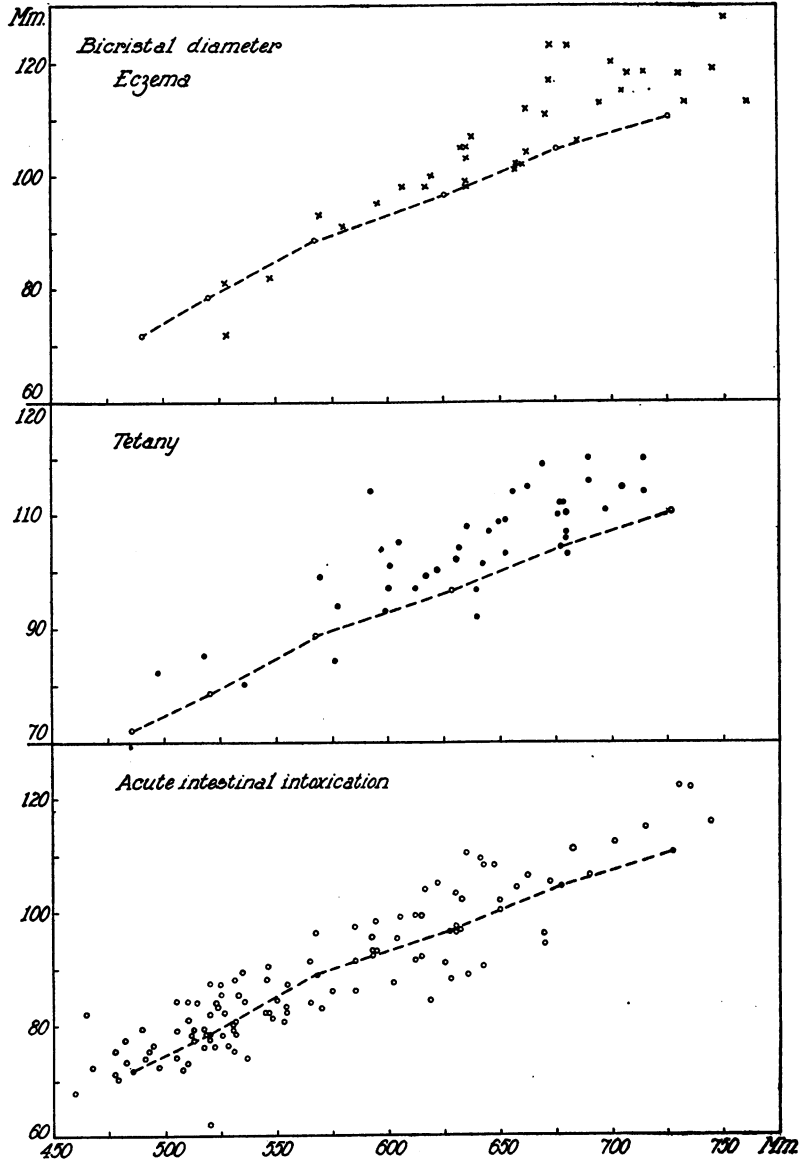 Mm.
Bicristal diameter
Eczema
120
100
80
60
120
Tetany
110
90
70
Acute intestinal intoxication
120
100
80
60
450 500 550 600 650 700 750 Mm.